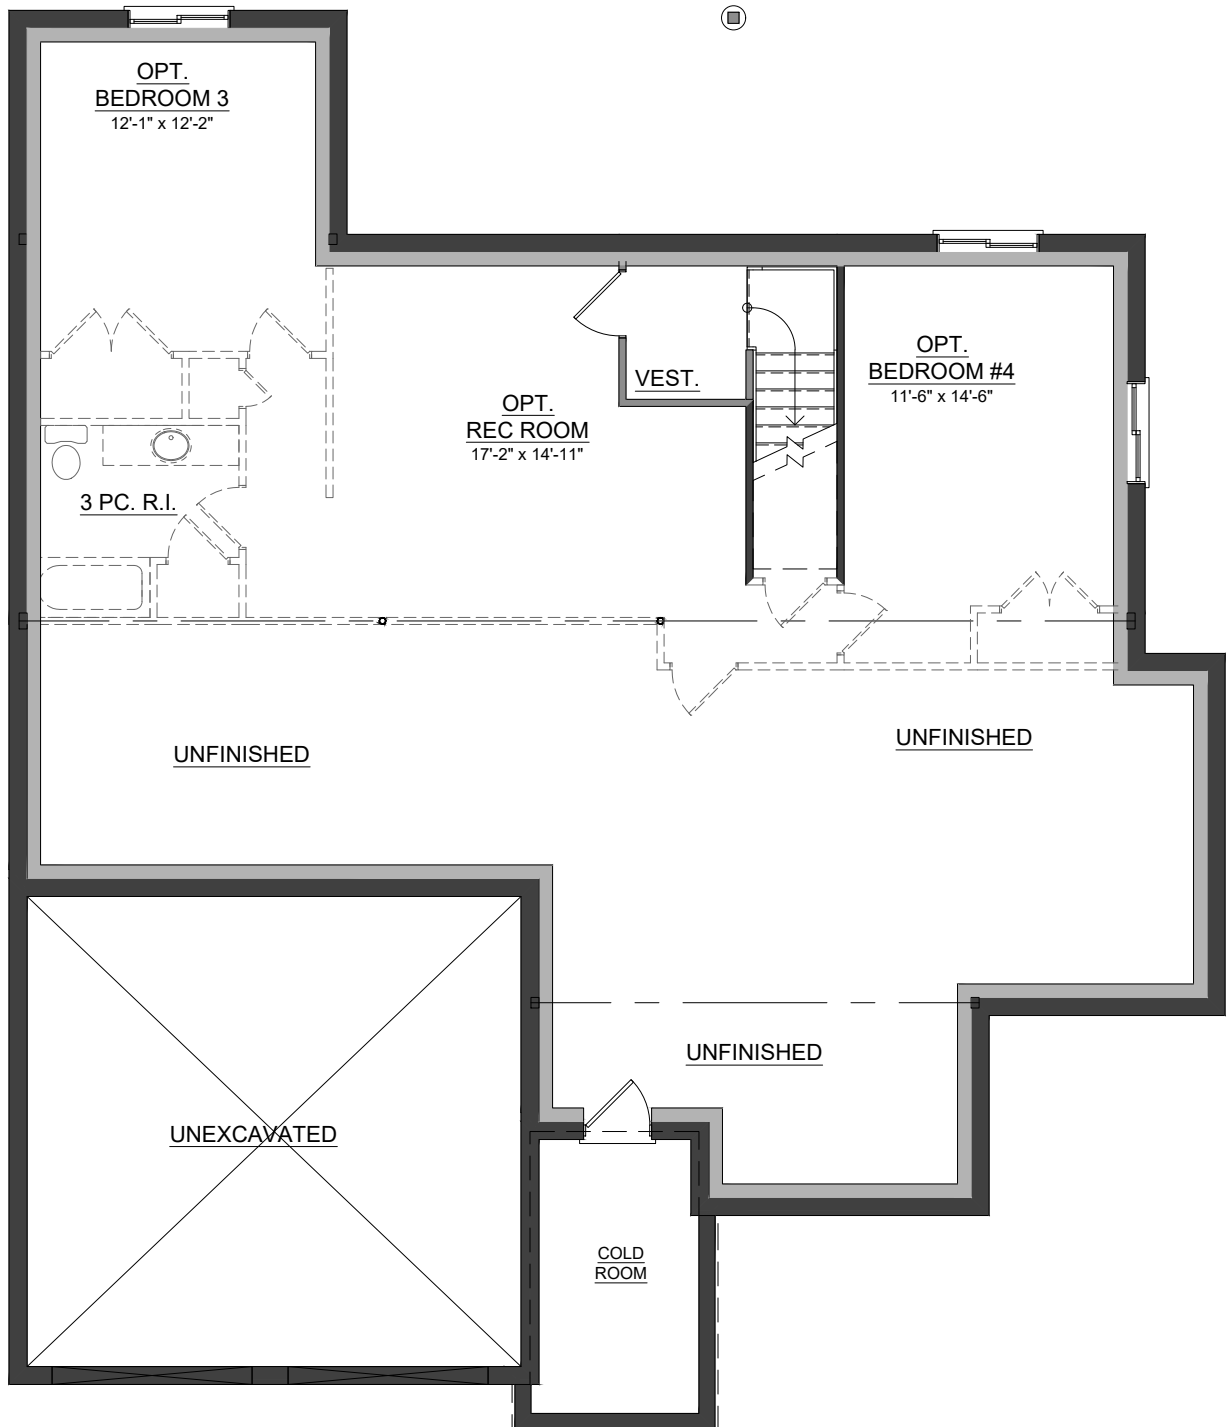 OPT.
BEDROOM 3
12'-1" x 12'-2"
OPT.
BEDROOM #4
11'-6" x 14'-6"
VEST.
OPT.
REC ROOM
17'-2" x 14'-11"
3 PC. R.I.
UNFINISHED
UNFINISHED
UNFINISHED
UNEXCAVATED
COLD
ROOM